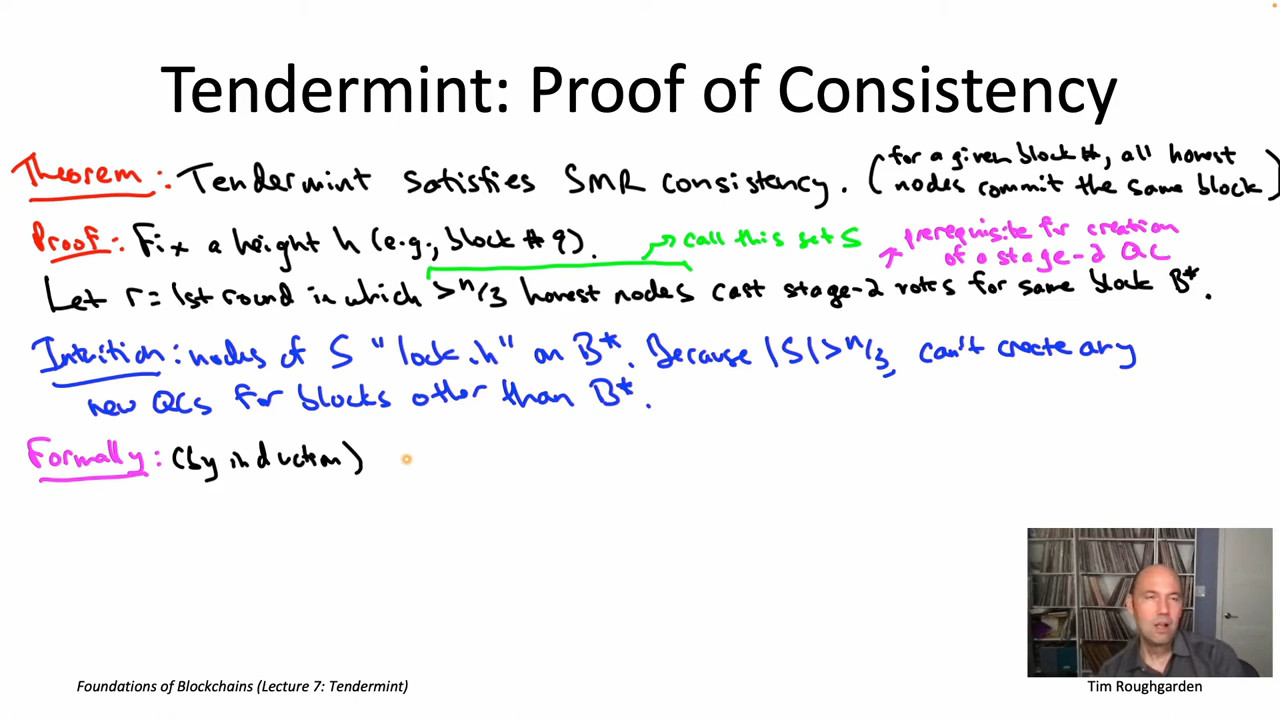 Tendermint: Proof of Consistency
Theorem: Tendermint satisfies SMR consistency. (for a given block #, all honest
nodes commit the same block)
Proof: Fix a height h (e.g., block # 9). → call this set S prerequisite for creation
of a stage-2 QC
Let r = 1st round in which > n/3 honest nodes cast stage-2 votes for same block B*.
Intuition: nodes of S "lock in" on B*. Because |S| > n/3, can't create any
new QCs for blocks other than B*.
Formally: (by induction)
Foundations of Blockchains (Lecture 7: Tendermint)
Tim Roughgarden